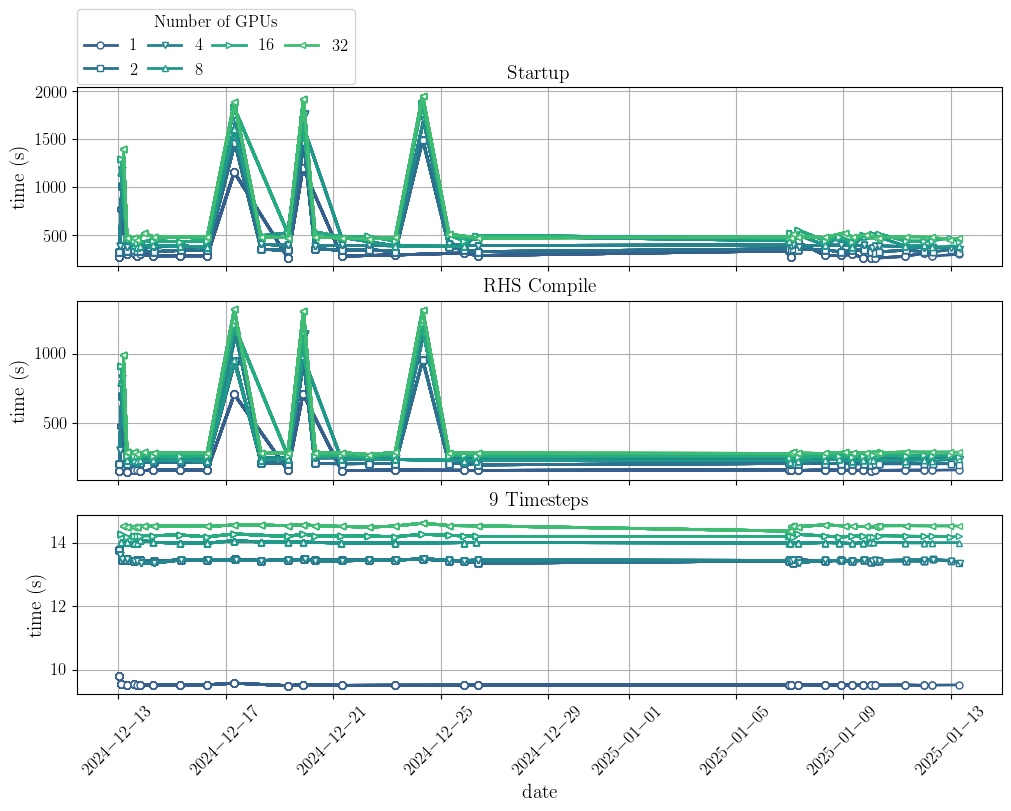 Number of GPUs
1 4 16 32
2 8
Startup
2000
1500
1000
500
time (s)
RHS Compile
1000
500
time (s)
9 Timesteps
14
12
10
time (s)
2024−12−13 2024−12−17 2024−12−21 2024−12−25 2024−12−29 2025−01−01 2025−01−05 2025−01−09 2025−01−13
date